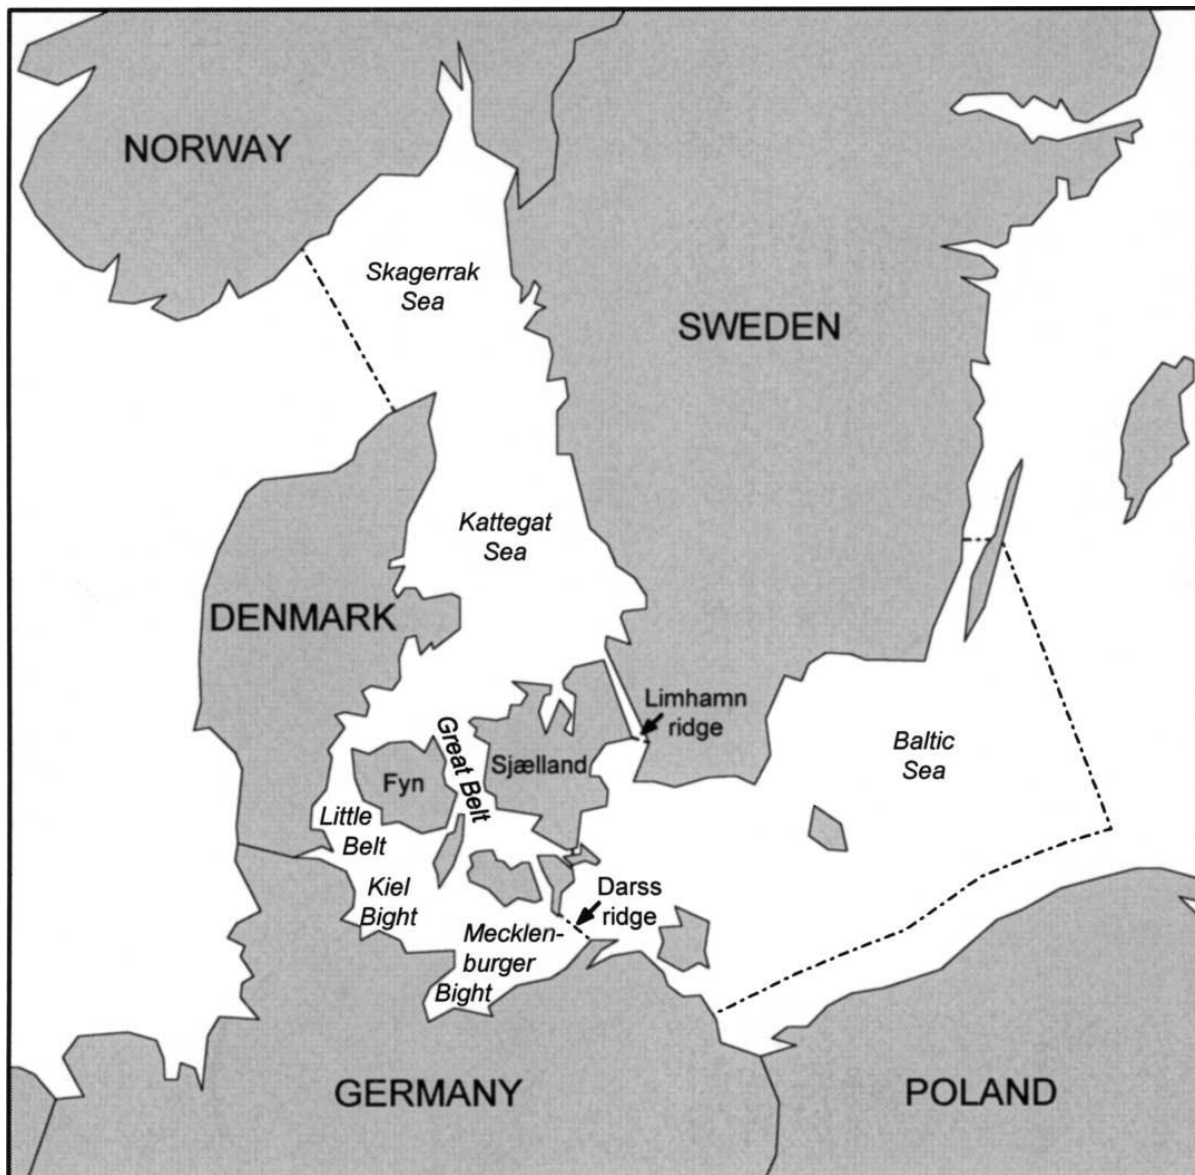 NORWAY
Skagerrak
Sea
SWEDEN
Kattegat
Sea
DENMARK
Limhamn
ridge
Great Belt
Sjælland
Baltic
Sea
Fyn
Little
Belt
Kiel
Bight
Darss
ridge
Mecklen-
burger
Bight
GERMANY
POLAND